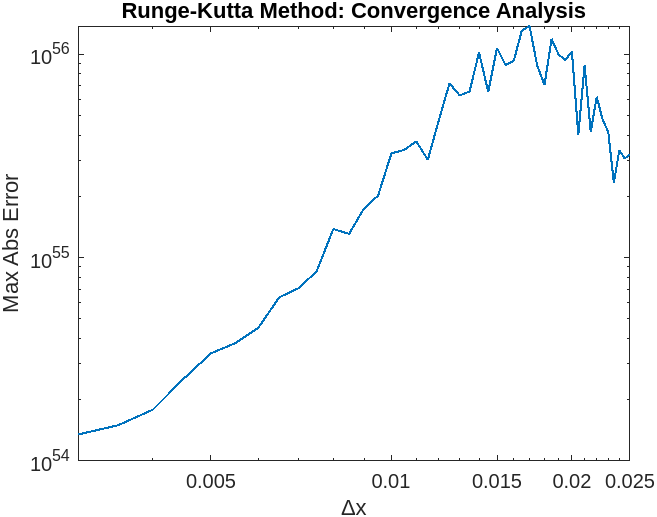 Runge-Kutta Method: Convergence Analysis
10^56
10^55
10^54
Max Abs Error
0.005
0.01
0.015
0.02
0.025
Δx